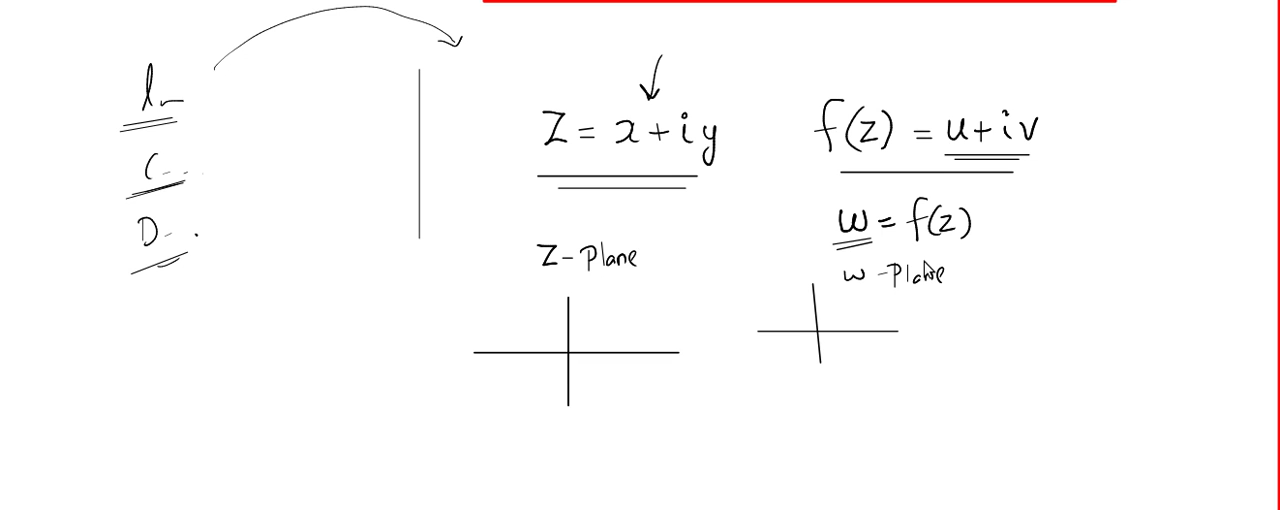 C...
D-.
Z = x + iy
f(z) = u + iv
w = f(z)
Z-Plane
w-Plane